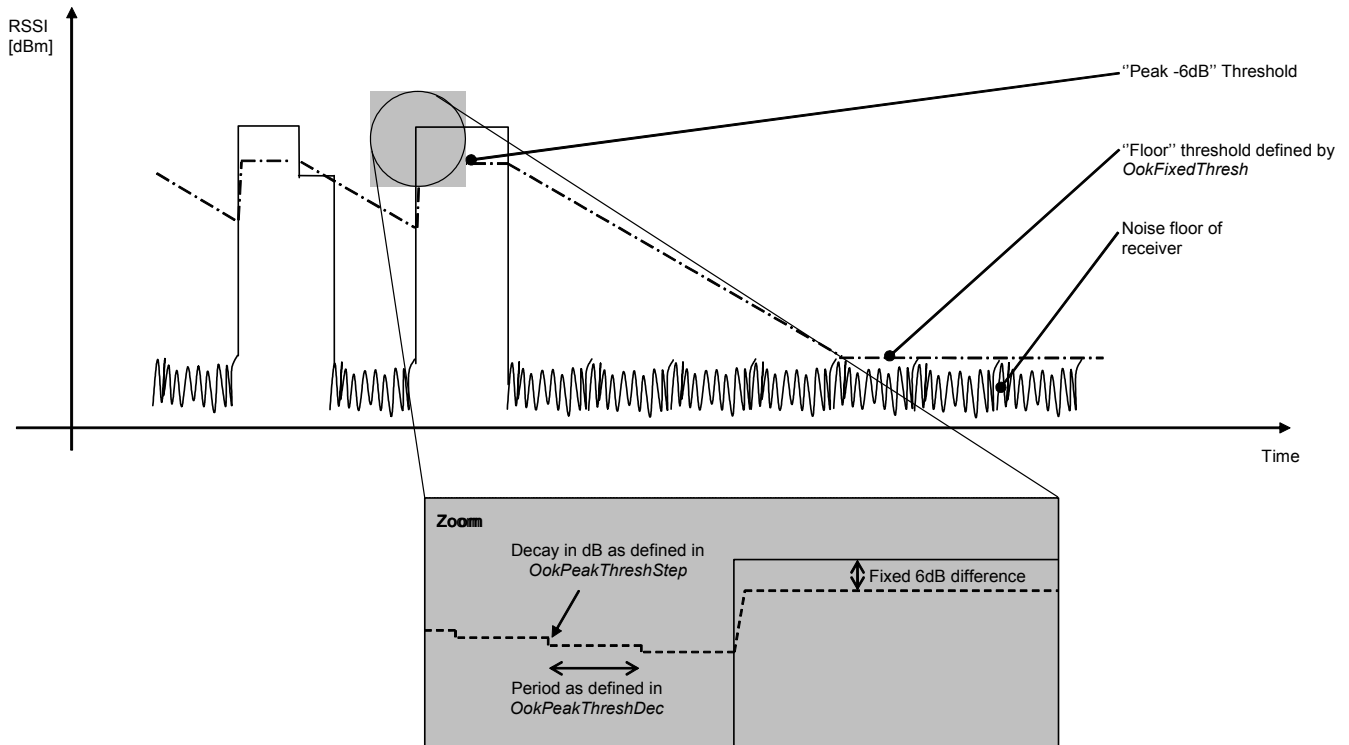 RSSI
[dBm]
‘‘Peak -6dB’’ Threshold
‘‘Floor’’ threshold defined by
OokFixedThresh
Noise floor of
receiver
Time
Zoom
Decay in dB as defined in
OokPeakThreshStep
Fixed 6dB difference
Period as defined in
OokPeakThreshDec